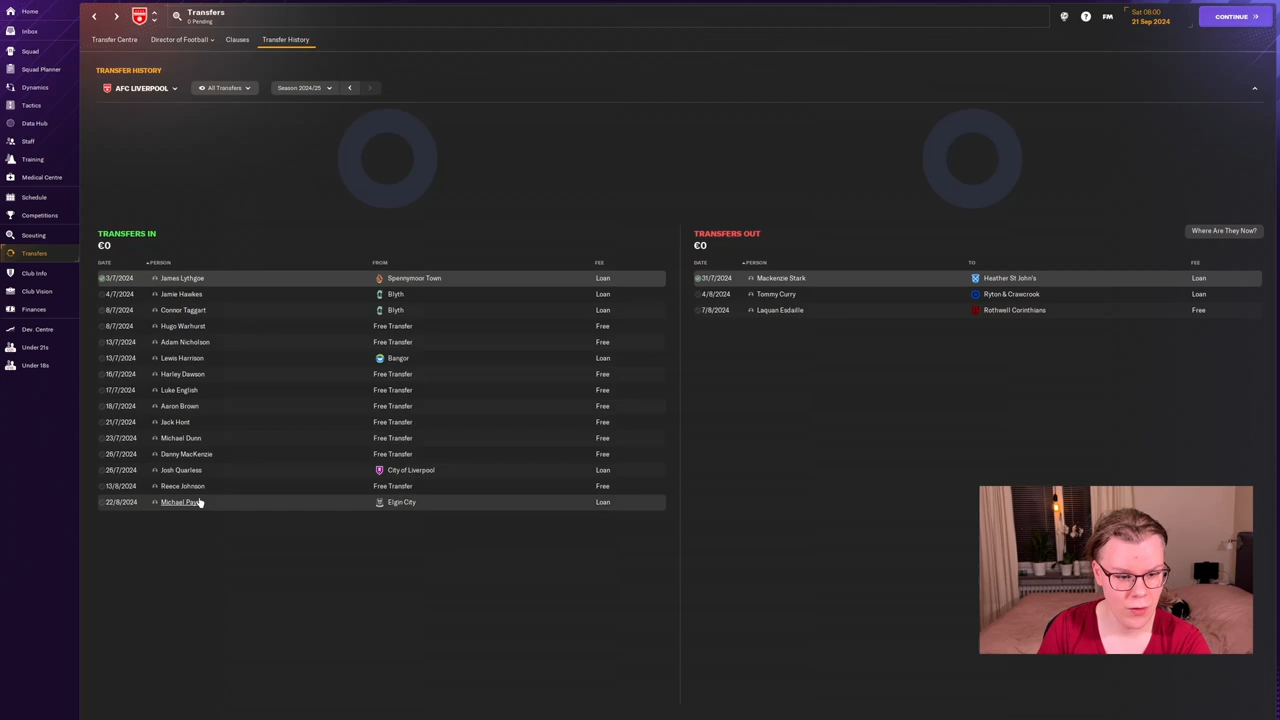 Home
Inbox
Squad
Squad Planner
Dynamics
Tactics
Data Hub
Staff
Training
Medical Centre
Schedule
Competitions
Scouting
Transfers
Club Info
Club Vision
Finances
Dev. Centre
Under 21s
Under 18s
Transfers
0 Pending
FM
Sat 08:00
21 Sep 2024
CONTINUE
Transfer Centre Director of Football Clauses Transfer History
TRANSFER HISTORY
AFC LIVERPOOL All Transfers Season 2024/25
TRANSFERS IN
€0
DATE PERSON FROM FEE
3/7/2024 James Lythgoe Spennymoor Town Loan
4/7/2024 Jamie Hawkes Blyth Loan
8/7/2024 Connor Taggart Blyth Loan
8/7/2024 Hugo Warhurst Free Transfer Free
13/7/2024 Adam Nicholson Free Transfer Free
13/7/2024 Lewis Harrison Bangor Loan
16/7/2024 Harley Dawson Free Transfer Free
17/7/2024 Luke English Free Transfer Free
18/7/2024 Aaron Brown Free Transfer Free
21/7/2024 Jack Hont Free Transfer Free
23/7/2024 Michael Dunn Free Transfer Free
26/7/2024 Danny MacKenzie Free Transfer Free
26/7/2024 Josh Quarless City of Liverpool Loan
13/8/2024 Reece Johnson Free Transfer Free
22/8/2024 Michael Elgin City Loan
TRANSFERS OUT
€0
Where Are They Now?
DATE PERSON TO FEE
31/7/2024 Mackenzie Stark Heather St John's Loan
4/8/2024 Tommy Curry Ryton & Crawcrook Loan
7/8/2024 Laquan Esdaille Rothwell Corinthians Free